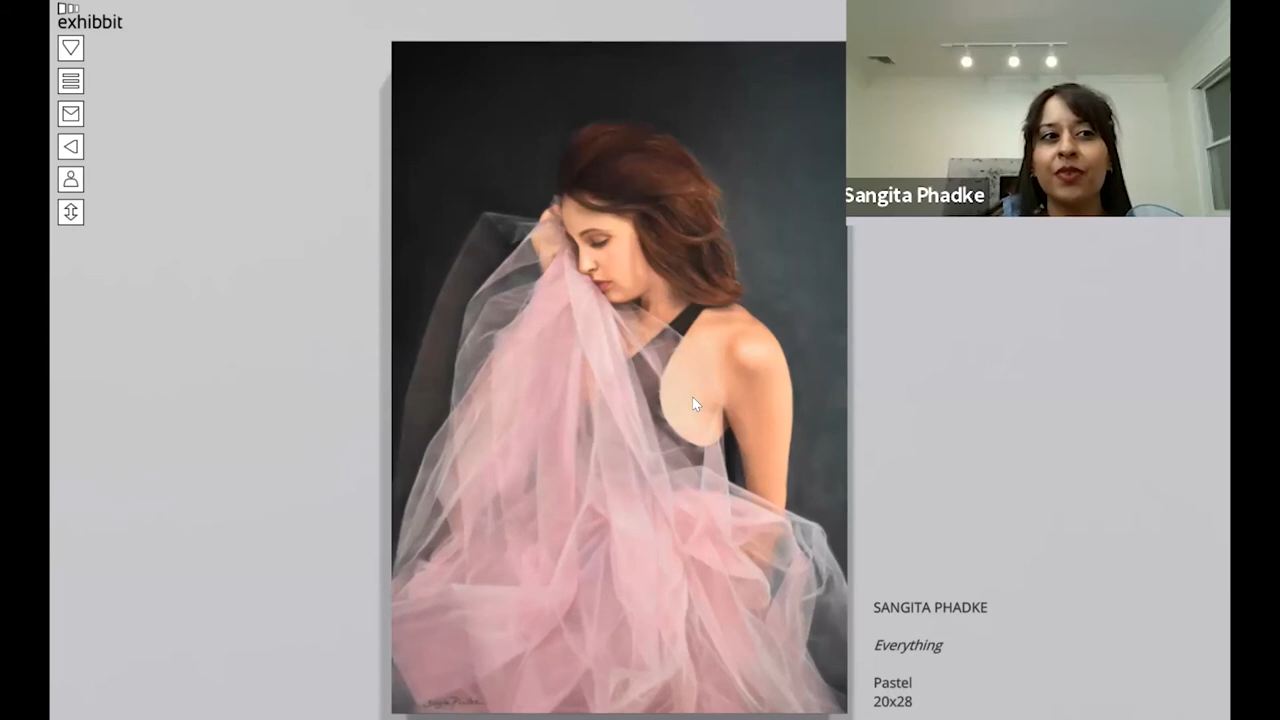 exhibbit
Sangita Phadke
SANGITA PHADKE
Everything
Pastel
20x28